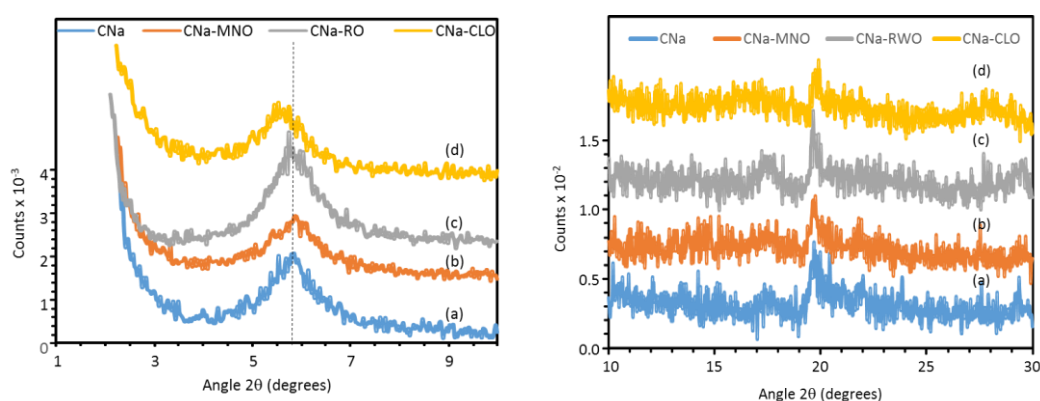 CNa CNa-MNO CNa-RO CNa-CLO
(d)
(c)
(b)
(a)
4
3
2
1
0
Counts x 10-3
1 3 5 7 9
Angle 2θ (degrees)
CNa CNa-MNO CNa-RWO CNa-CLO
(d)
(c)
(b)
(a)
1.5
1.0
0.5
0.0
Counts x 10-2
10 15 20 25 30
Angle 2θ (degrees)